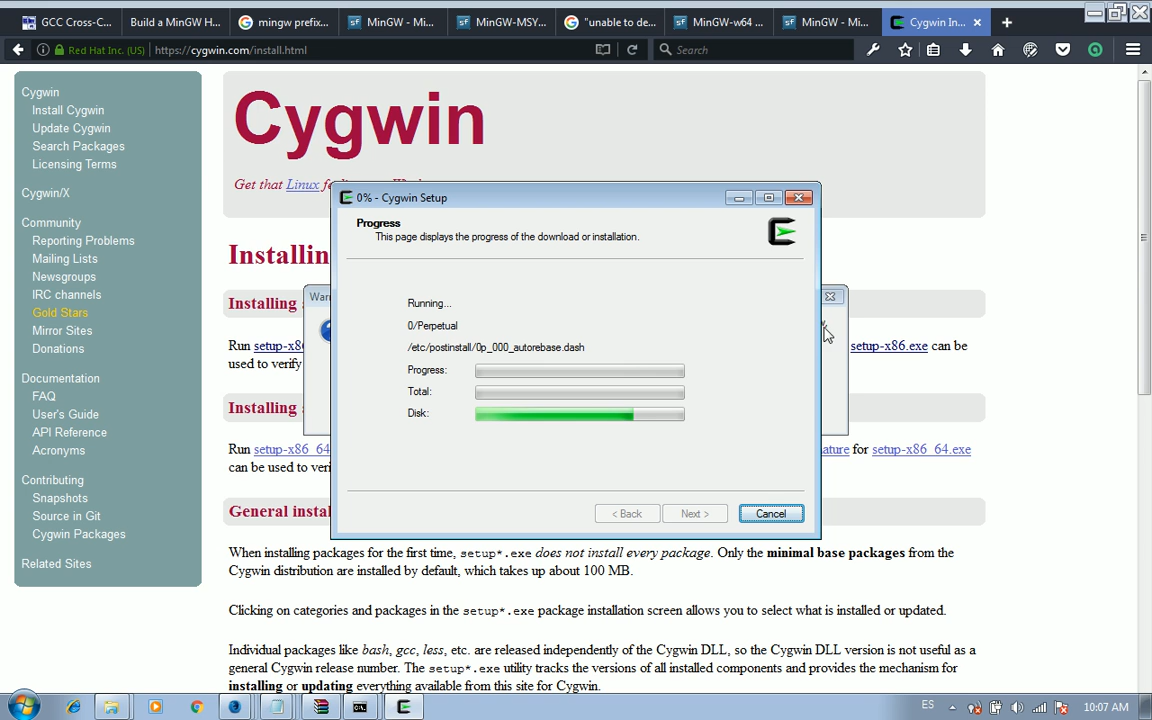 GCC Cross-C...
Build a MinGW H...
mingw prefix...
MinGW - Mi...
MinGW-MSY...
"unable to de...
MinGW-w64 ...
MinGW - Mi...
Cygwin In...
Red Hat Inc. (US)
https://cygwin.com/install.html
Search
Cygwin
Install Cygwin
Update Cygwin
Search Packages
Licensing Terms
Cygwin/X
Community
Reporting Problems
Mailing Lists
Newsgroups
IRC channels
Gold Stars
Mirror Sites
Donations
Documentation
FAQ
User's Guide
API Reference
Acronyms
Contributing
Snapshots
Source in Git
Cygwin Packages
Related Sites
Cygwin
Get that Linux
Installin
Installing
Run setup-x8
setup-x86.exe can be
used to verify
Installing
Run setup-x86_64
ature for setup-x86_64.exe
can be used to veri
General instal
When installing packages for the first time, setup*.exe does not install every package. Only the minimal base packages from the
Cygwin distribution are installed by default, which takes up about 100 MB.
Clicking on categories and packages in the setup*.exe package installation screen allows you to select what is installed or updated.
Individual packages like bash, gcc, less, etc. are released independently of the Cygwin DLL, so the Cygwin DLL version is not useful as a
general Cygwin release number. The setup*.exe utility tracks the versions of all installed components and provides the mechanism for
installing or updating everything available from this site for Cygwin.
Warn
0% - Cygwin Setup
Progress
This page displays the progress of the download or installation.
Running...
0/Perpetual
/etc/postinstall/0p_000_autorebase.dash
Progress:
Total:
Disk:
< Back
Next >
Cancel
ES
10:07 AM